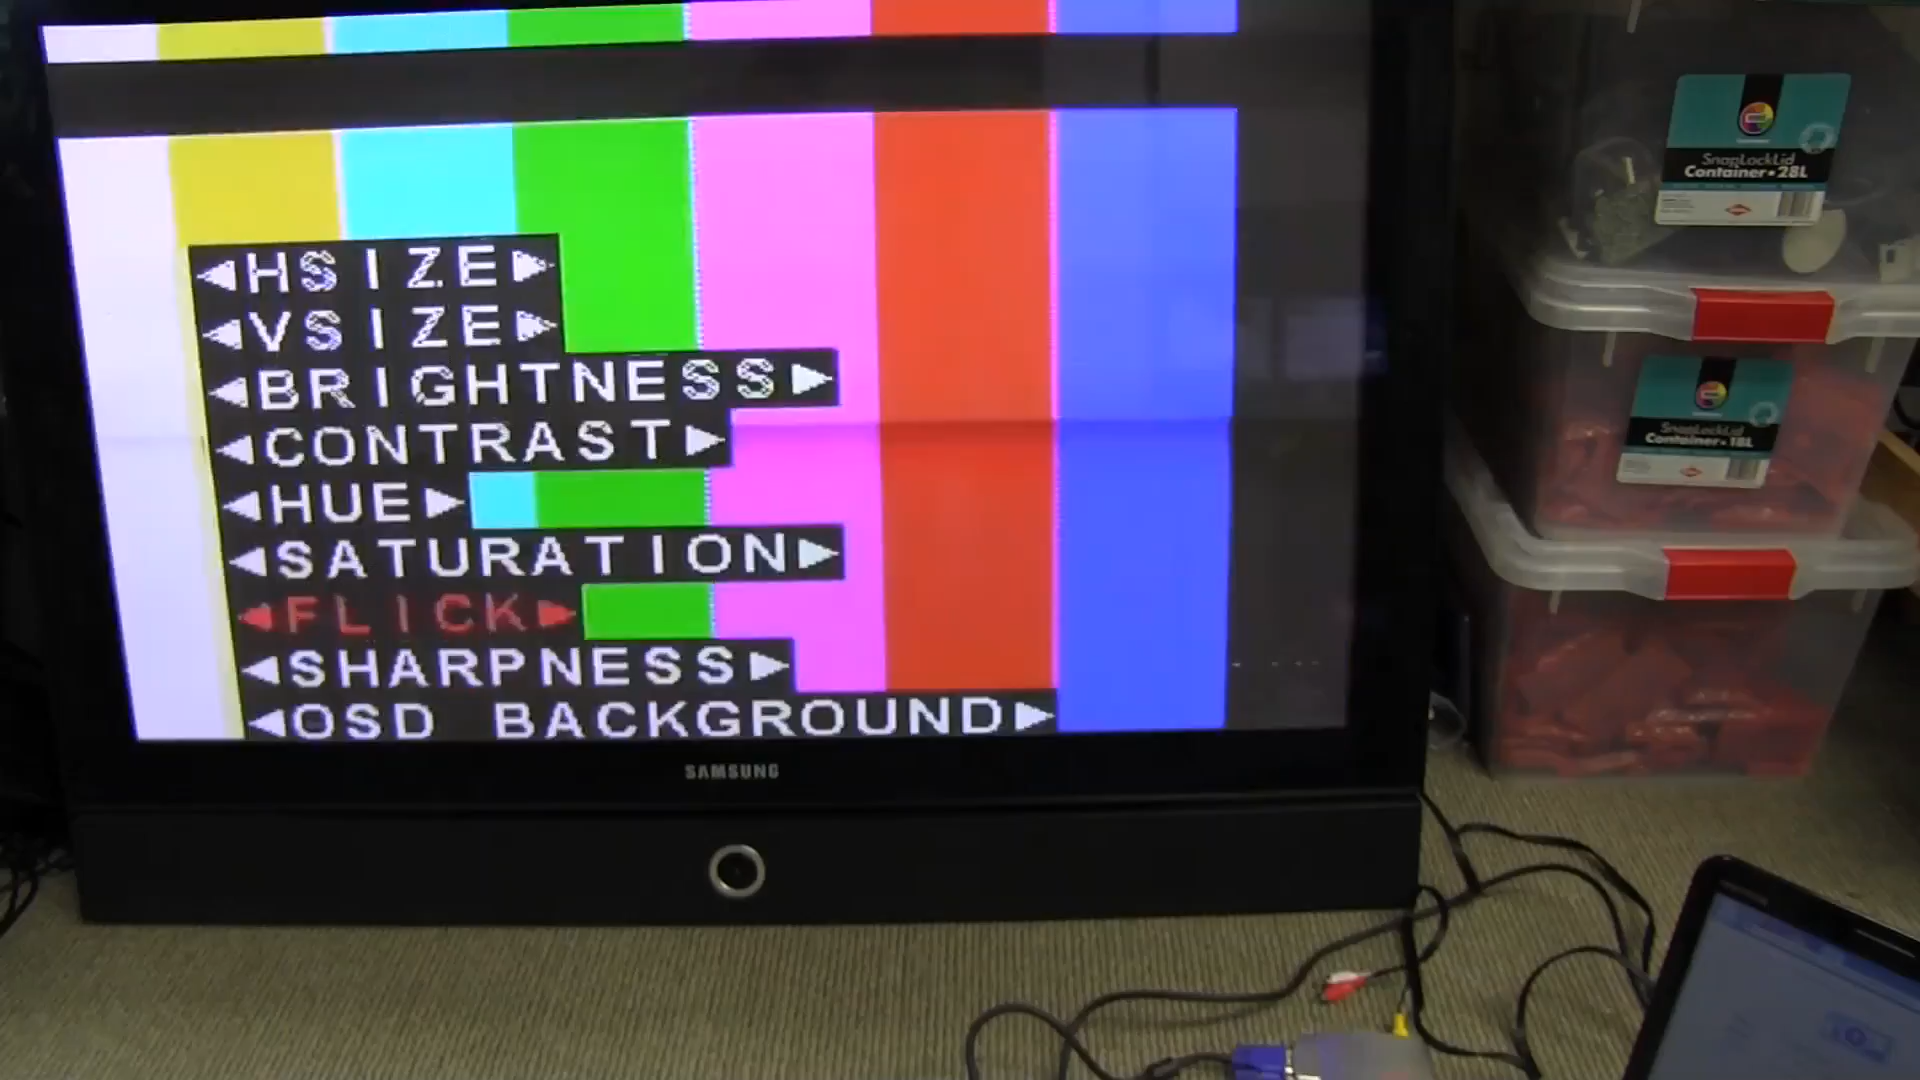 ◀HSIZE▶
◀VSIZE▶
◀BRIGHTNESS▶
◀CONTRAST▶
◀HUE▶
◀SATURATION▶
◀FLICK▶
◀SHARPNESS▶
◀OSD BACKGROUND▶
SAMSUNG
SnapLockLid
Container • 28L
SnapLockLid
Container • 18L